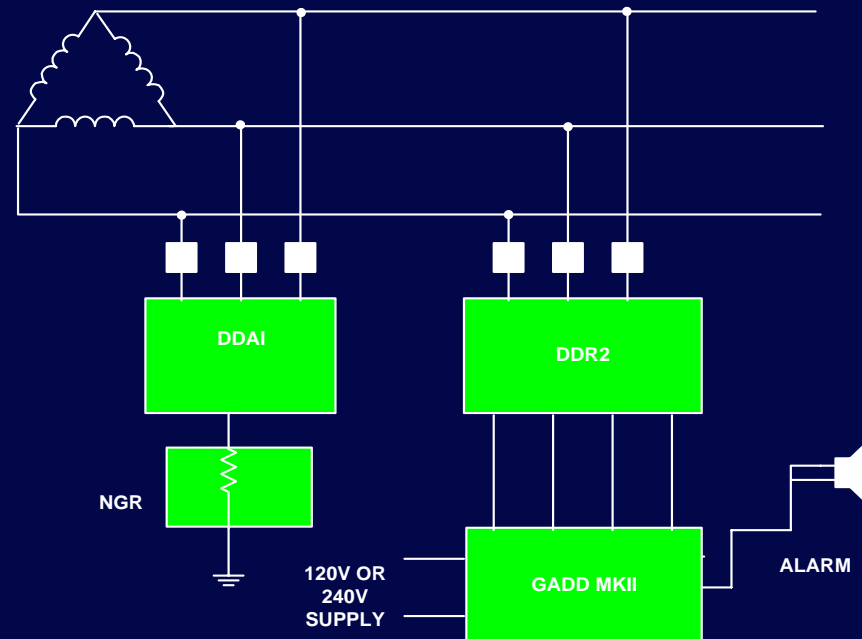 DDAI
DDR2
NGR
120V OR
240V
SUPPLY
GADD MKII
ALARM